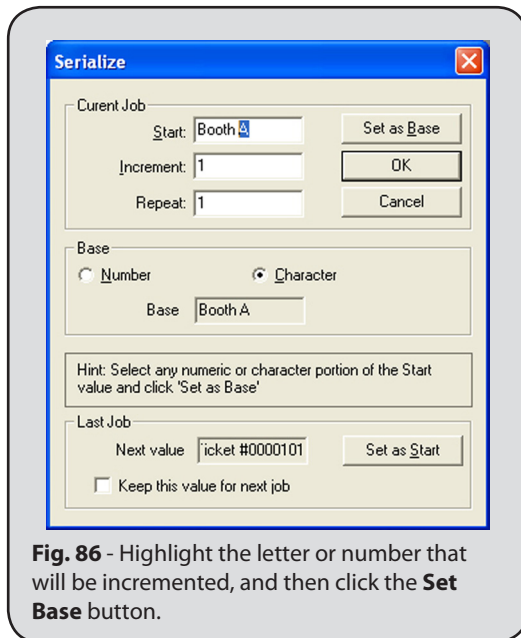 Serialize
Curent Job
Start: Booth A Set as Base
Increment: 1 OK
Repeat: 1 Cancel
Base
Number Character
Base Booth A
Hint: Select any numeric or character portion of the Start
value and click 'Set as Base'
Last Job
Next value icket #0000101 Set as Start
Keep this value for next job
Fig. 86 - Highlight the letter or number that
will be incremented, and then click the Set
Base button.